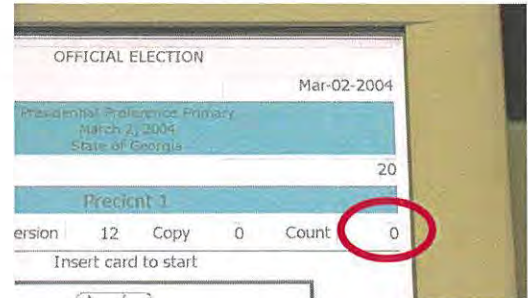 OFFICIAL ELECTION
Mar-02-2004
Presidential Preference Primary
March 2, 2004
State of Georgia
20
Precicnt 1
ersion 12 Copy 0 Count 0
Insert card to start